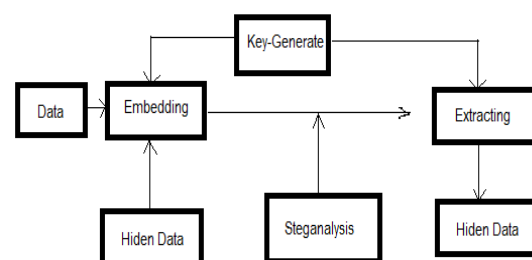 Key-Generate
Data
Embedding
Extracting
Hiden Data
Steganalysis
Hiden Data